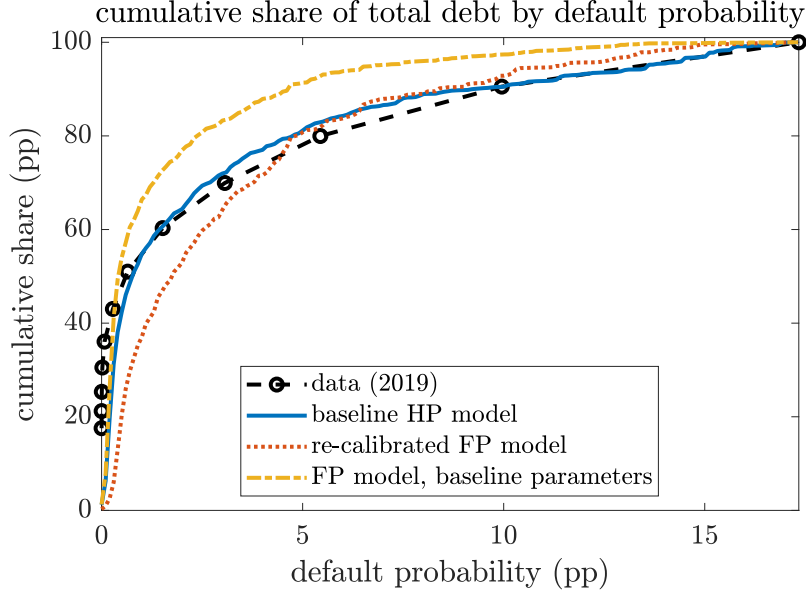 cumulative share of total debt by default probability
100
80
60
40
20
0
cumulative share (pp)
data (2019)
baseline HP model
re-calibrated FP model
FP model, baseline parameters
0 5 10 15
default probability (pp)